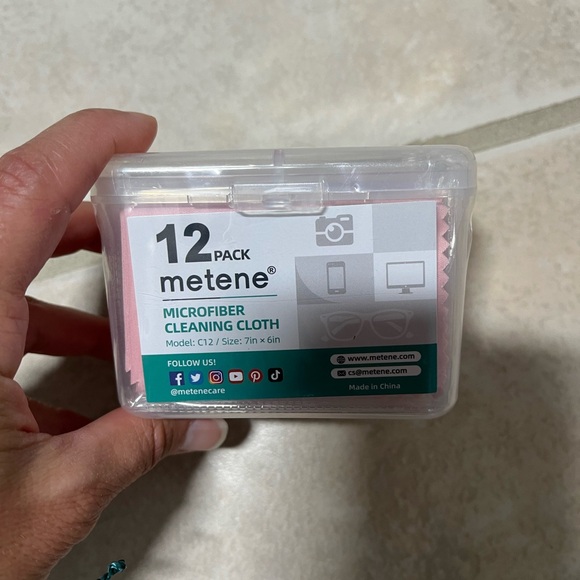 12 PACK
metene®
MICROFIBER
CLEANING CLOTH
Model: C12 / Size: 7in × 6in
FOLLOW US!
@metenecare
www.metene.com
cs@metene.com
Made in China